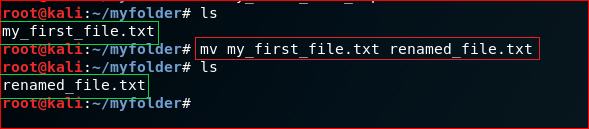 root@kali:~/myfolder# ls
my_first_file.txt
root@kali:~/myfolder# mv my_first_file.txt renamed_file.txt
root@kali:~/myfolder# ls
renamed_file.txt
root@kali:~/myfolder#